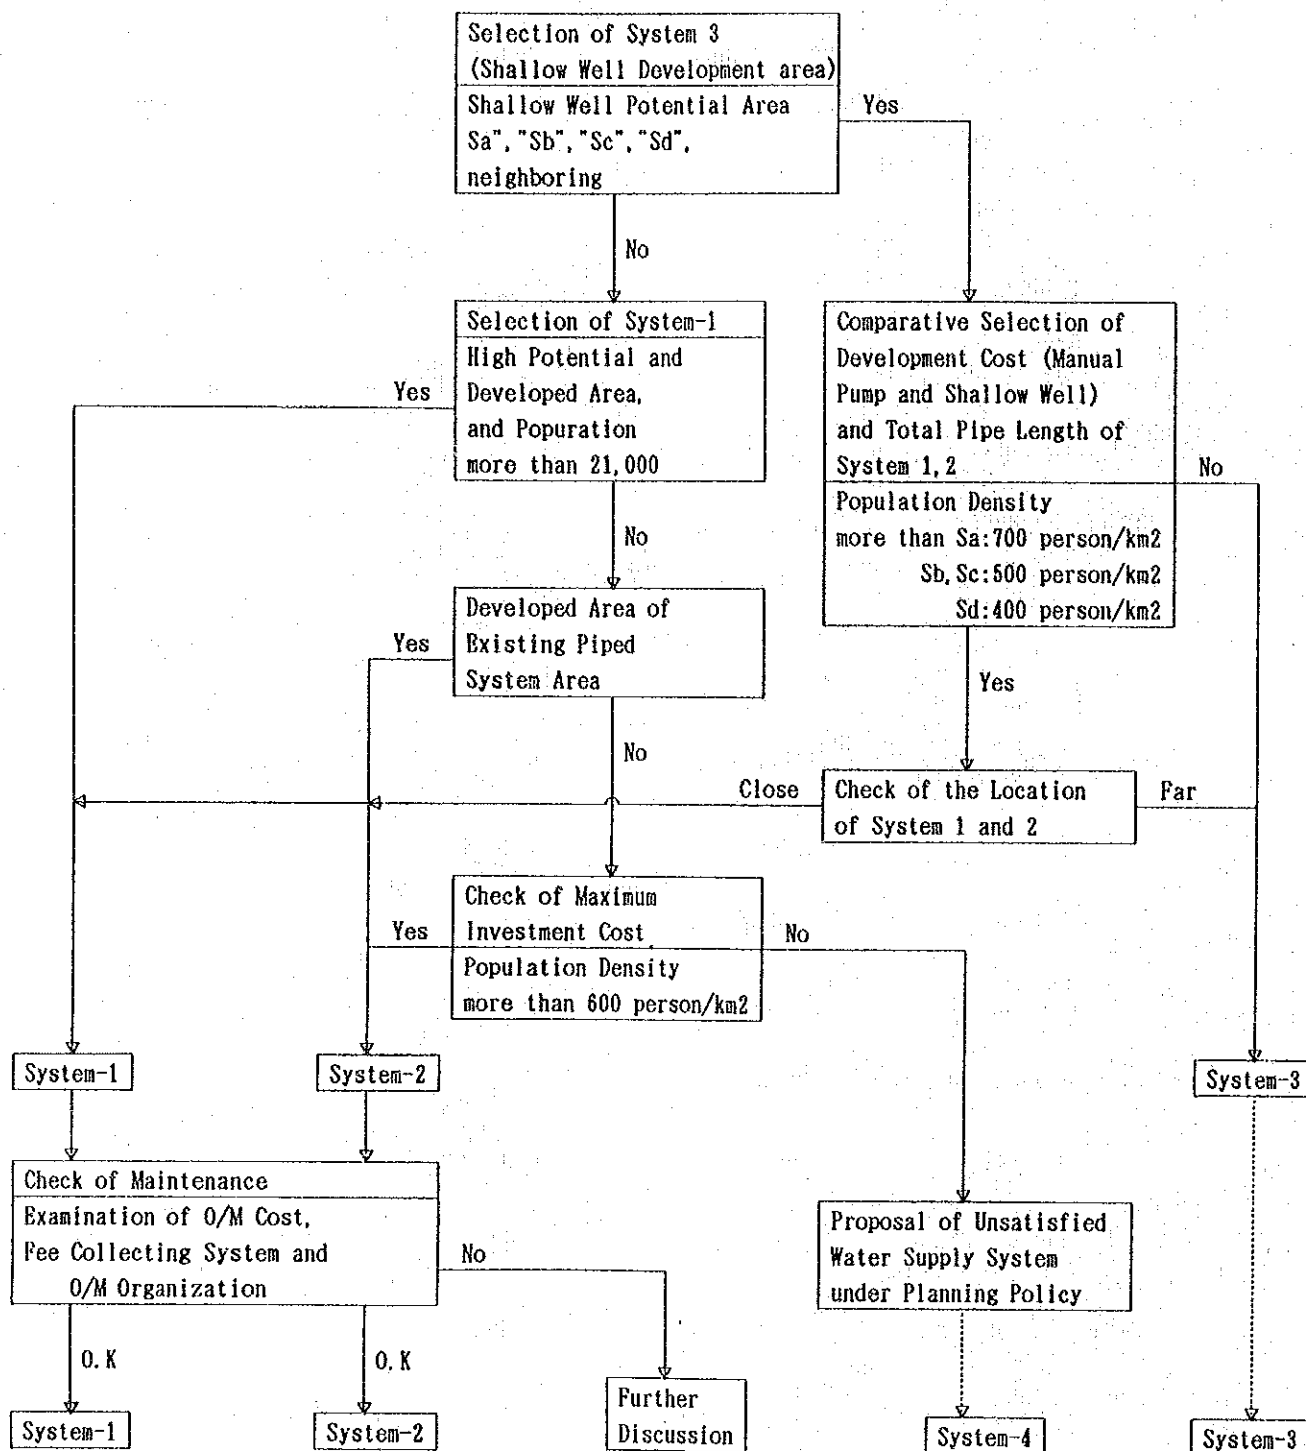 Selection of System 3
(Shallow Well Development area)
Shallow Well Potential Area
Sa", "Sb", "Sc", "Sd",
neighboring
Yes
No
Selection of System-1
High Potential and
Developed Area,
and Popuration
more than 21,000
Yes
No
Comparative Selection of
Development Cost (Manual
Pump and Shallow Well)
and Total Pipe Length of
System 1,2
Population Density
more than Sa:700 person/km2
Sb,Sc:500 person/km2
Sd:400 person/km2
No
Yes
Developed Area of
Existing Piped
System Area
Yes
No
Check of the Location
of System 1 and 2
Close
Far
Check of Maximum
Investment Cost
Population Density
more than 600 person/km2
Yes
No
System-1
System-2
System-3
Check of Maintenance
Examination of O/M Cost,
Fee Collecting System and
O/M Organization
No
Proposal of Unsatisfied
Water Supply System
under Planning Policy
O.K
O.K
System-1
System-2
Further
Discussion
System-4
System-3